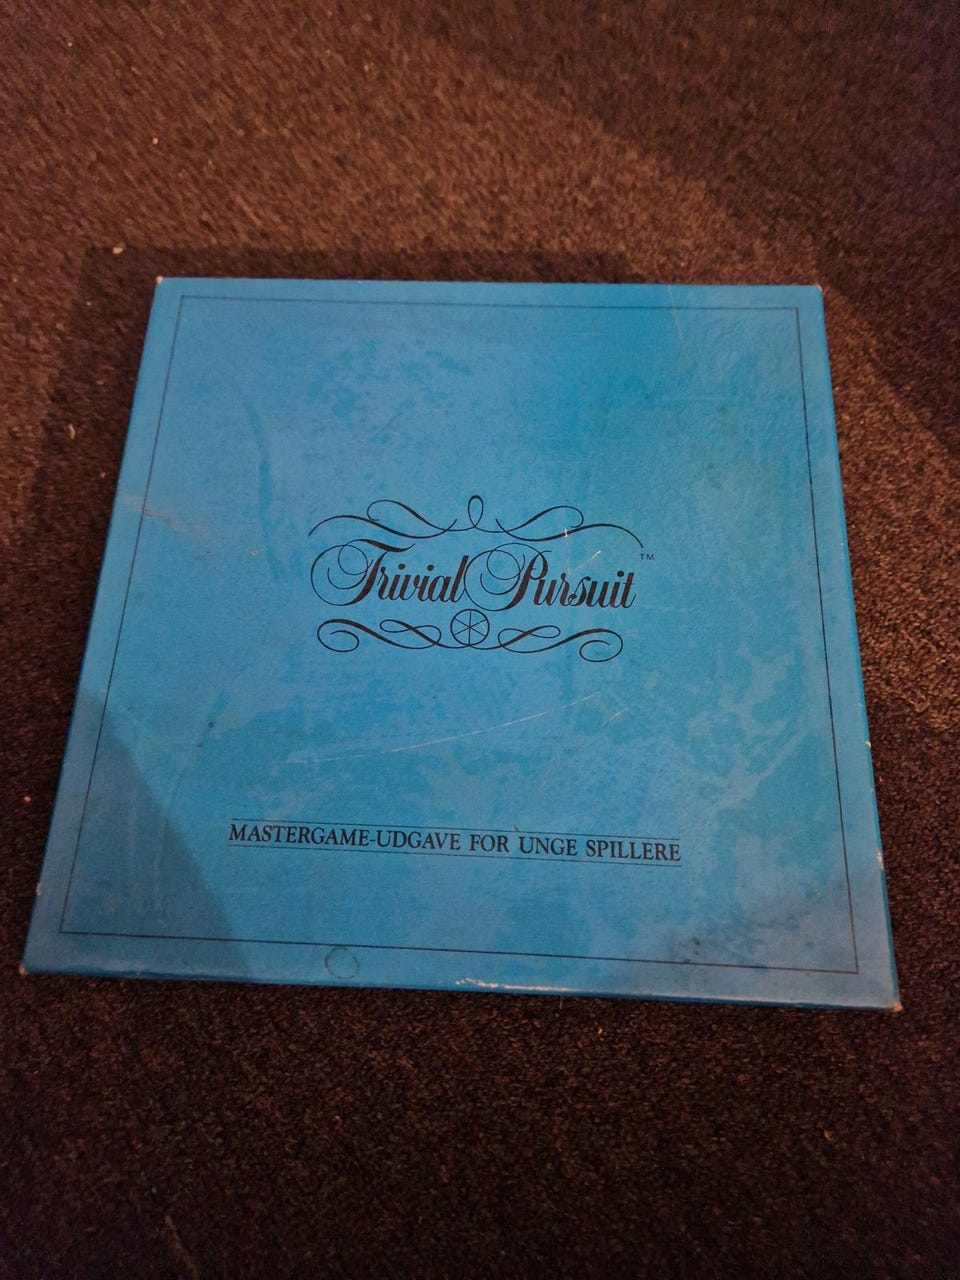 Trivial Pursuit™
MASTERGAME-UDGAVE FOR UNGE SPILLERE